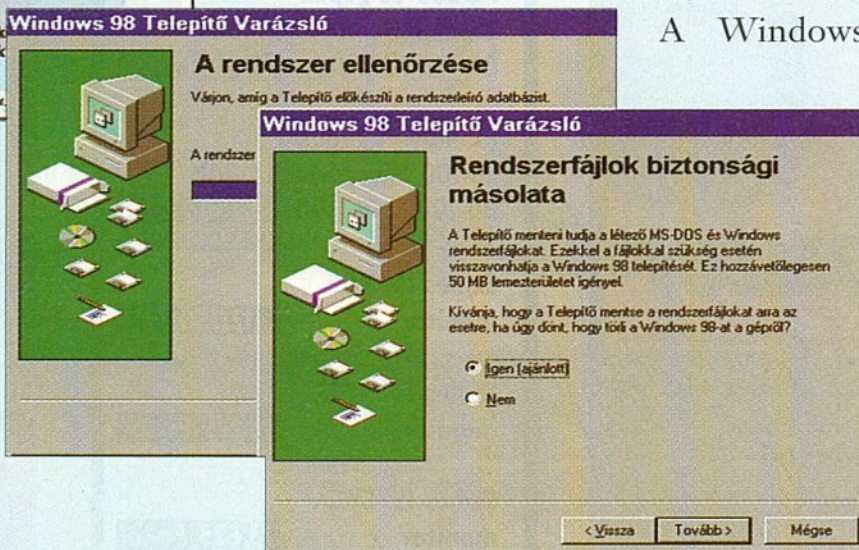 A Windows
Windows 98 Telepítő Varázsló
A rendszer ellenőrzése
Várjon, amíg a Telepítő előkészíti a rendszerleíró adatbázist.
A rendszer
Windows 98 Telepítő Varázsló
Rendszerfájlok biztonsági
másolata
A Telepítő menteni tudja a létező MS-DOS és Windows
rendszerfájlokat. Ezekkel a fájlokkal szükség esetén
visszavonhatja a Windows 98 telepítését. Ez hozzávetőlegesen
50 MB lemezterületet igényel.
Kívánja, hogy a Telepítő mentse a rendszerfájlokat arra az
esetre, ha úgy dönt, hogy törli a Windows 98-at a gépről?
Igen (ajánlott)
Nem
< Vissza
Tovább >
Mégse